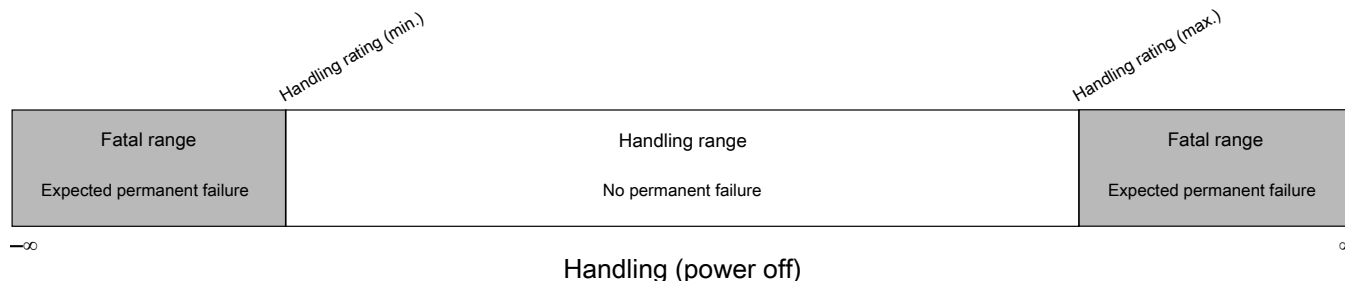 Handling rating (min.)
Handling rating (max.)
Fatal range
Handling range
Fatal range
Expected permanent failure
No permanent failure
Expected permanent failure
–∞
Handling (power off)